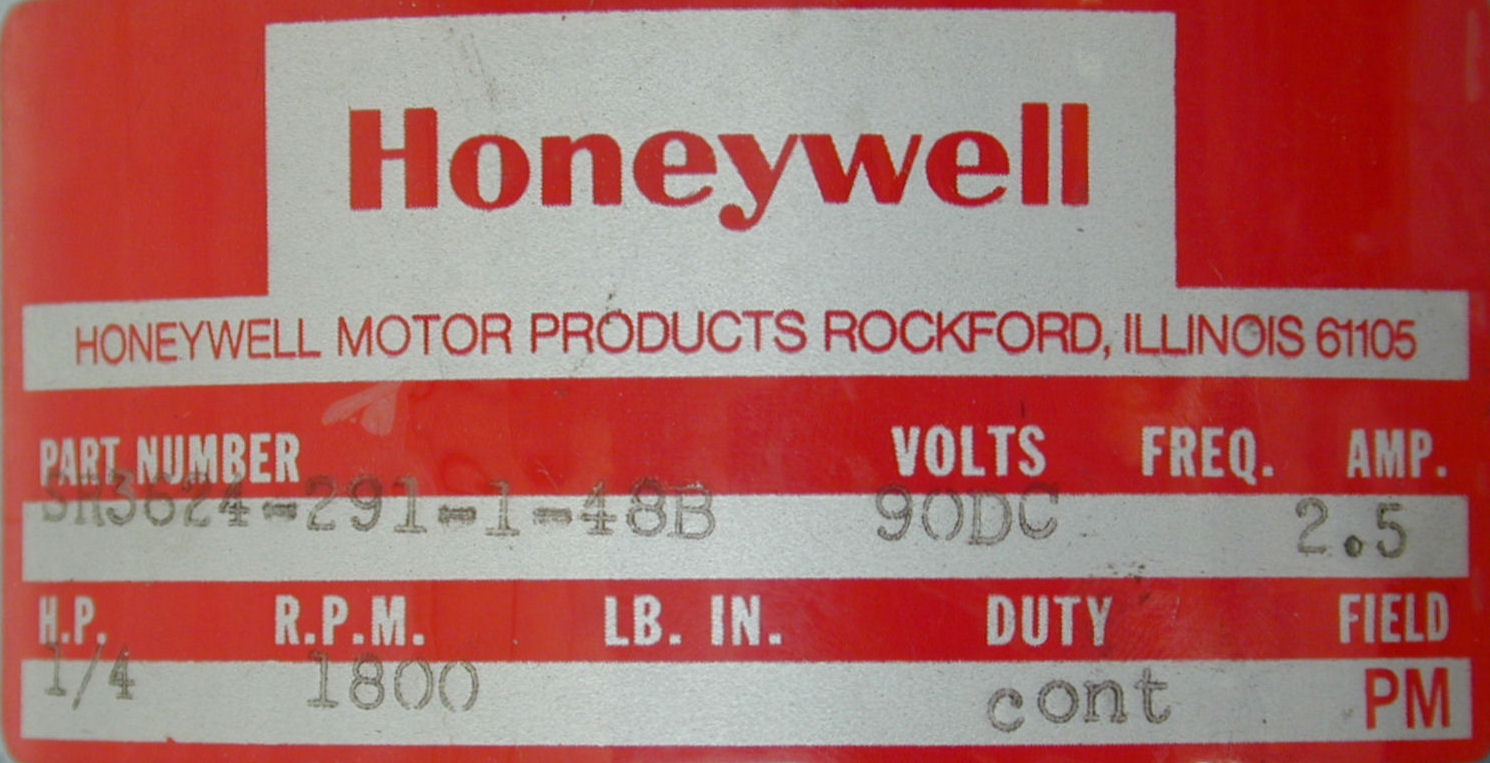 Honeywell
HONEYWELL MOTOR PRODUCTS ROCKFORD, ILLINOIS 61105
PART NUMBER VOLTS FREQ. AMP.
SR3624-291-1-48B 90DC 2.5
H.P. R.P.M. LB. IN. DUTY FIELD
1/4 1800 cont PM